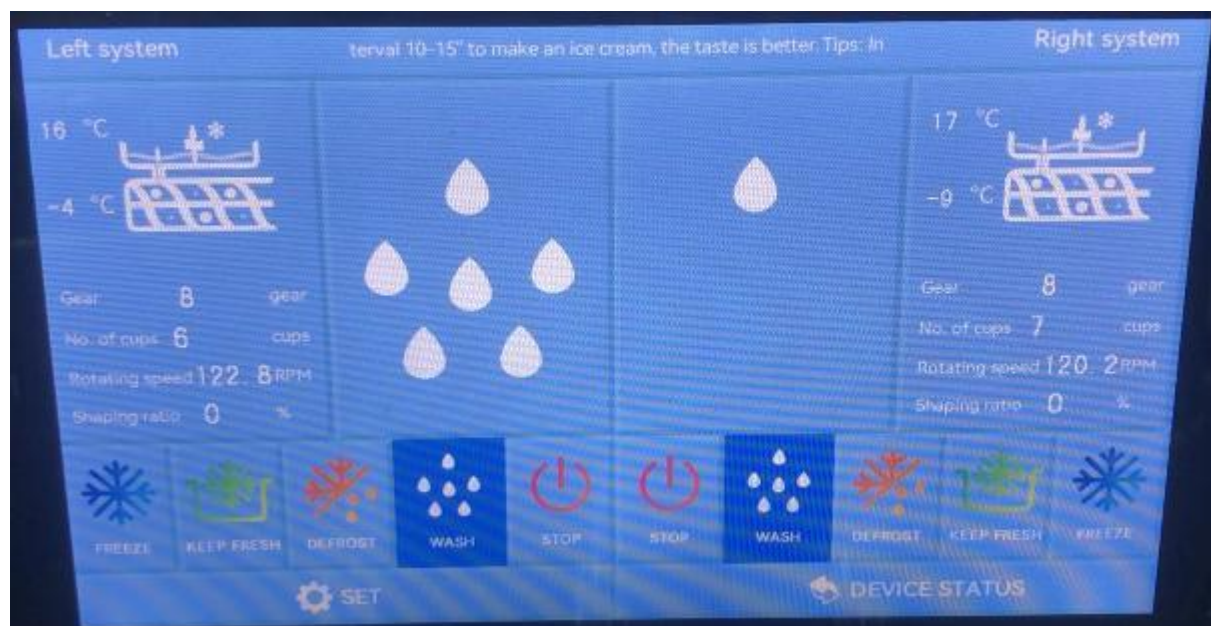 Left system
terval 10-15" to make an ice cream, the taste is better. Tips: In
Right system
16 °C
-4 °C
Gear 8 gear
No. of cups 6 cups
Rotating speed 122. 8 RPM
Shaping ratio 0 %
17 °C
-9 °C
Gear 8 gear
No. of cups 7 cups
Rotating speed 120. 2 RPM
Shaping ratio 0 %
FREEZE KEEP FRESH DEFROST WASH STOP STOP WASH DEFROST KEEP FRESH FREEZE
SET DEVICE STATUS